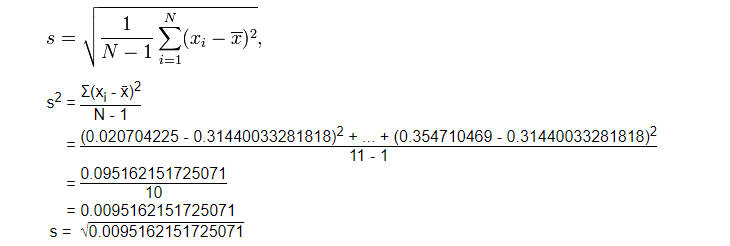 s = √(1/(N − 1) ∑_{i=1}^{N} (x_i − x̄)²),
s² = Σ(x_i - x̄)² / N - 1
= (0.020704225 - 0.31440033281818)² + ... + (0.354710469 - 0.31440033281818)² / 11 - 1
= 0.095162151725071 / 10
= 0.0095162151725071
s = √0.0095162151725071